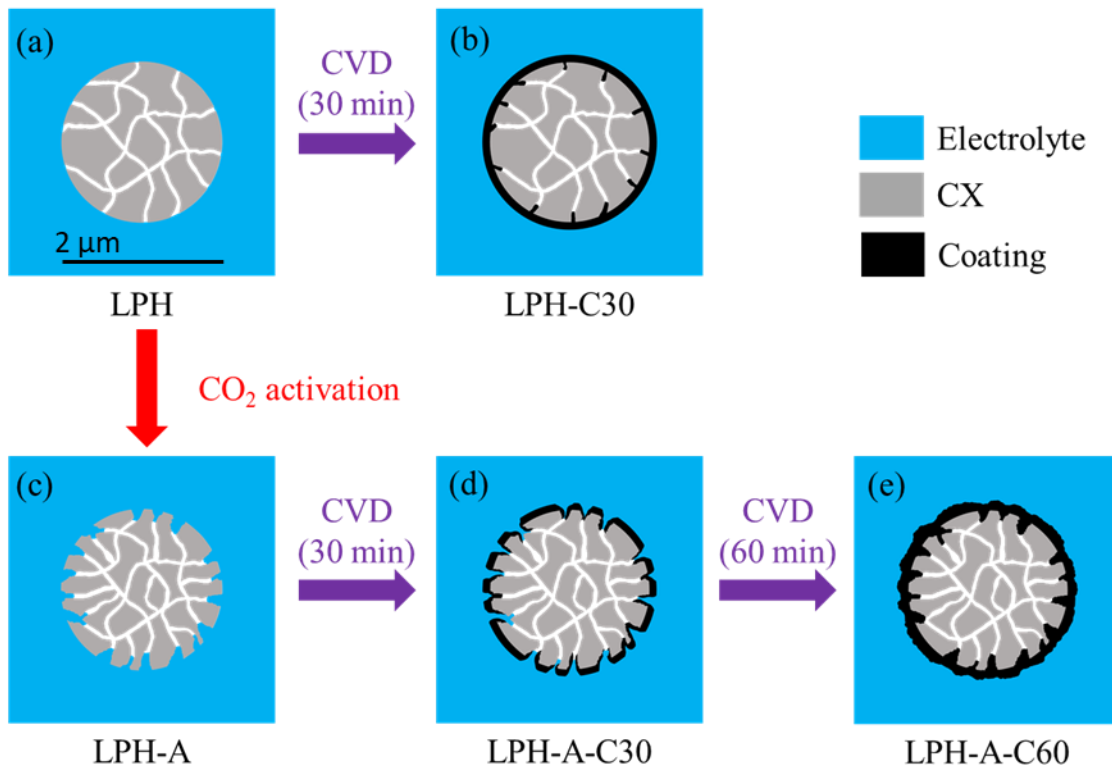 (a)
CVD
(30 min)
(b)
2 μm
LPH
LPH-C30
Electrolyte
CX
Coating
CO₂ activation
(c)
CVD
(30 min)
(d)
CVD
(60 min)
(e)
LPH-A
LPH-A-C30
LPH-A-C60